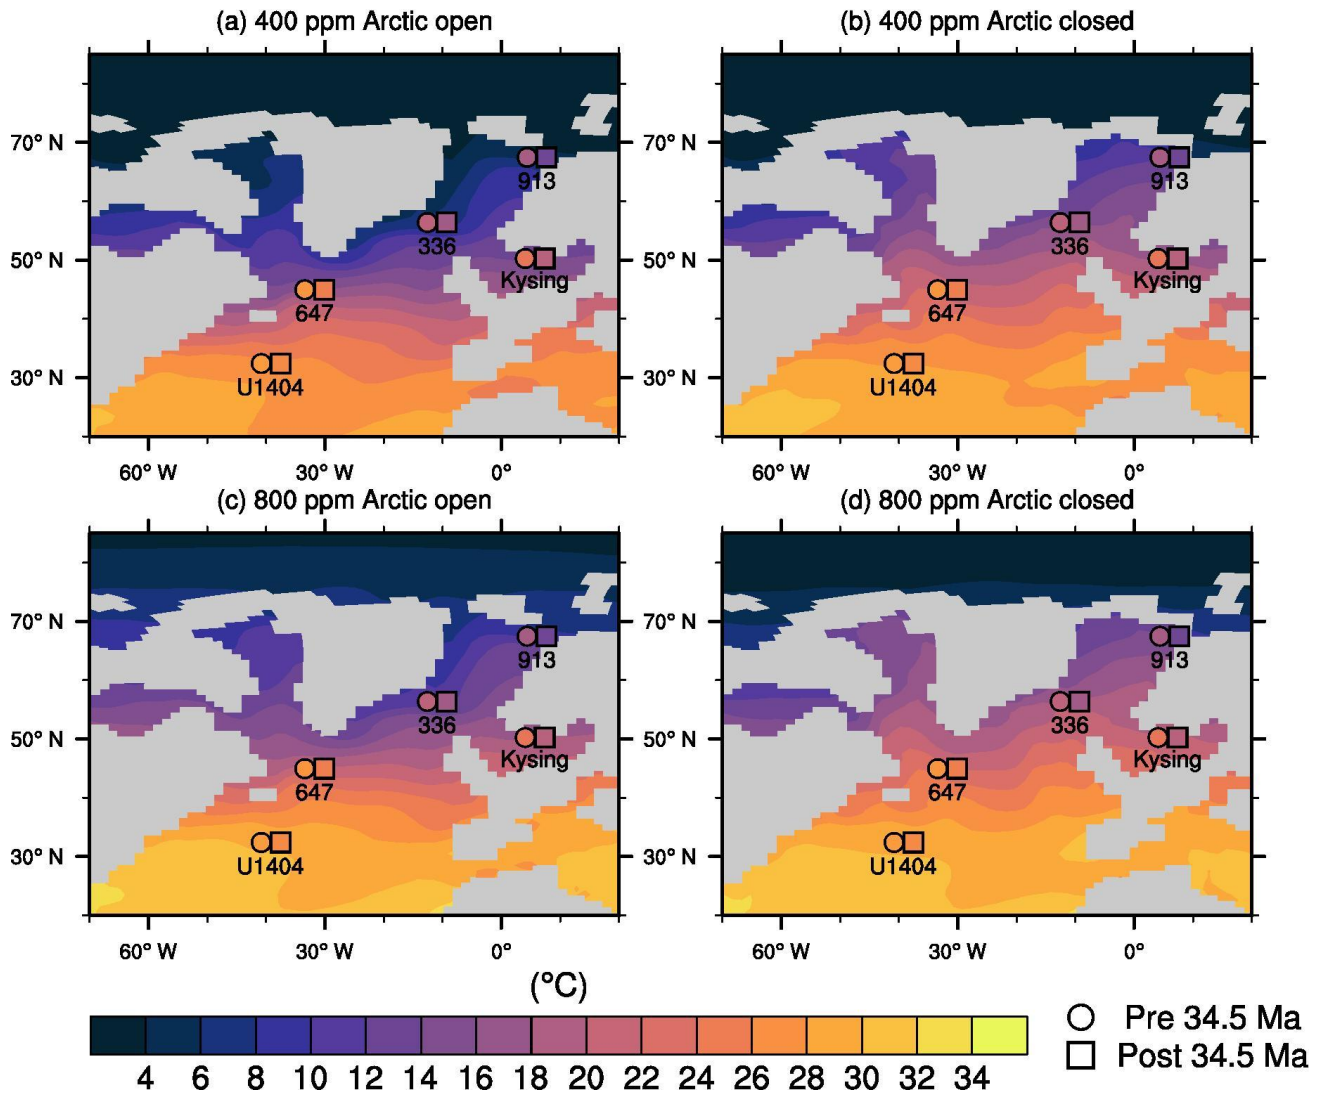 (a) 400 ppm Arctic open
(b) 400 ppm Arctic closed
70° N
50° N
30° N
913
336
Kysing
647
U1404
913
336
Kysing
647
U1404
60° W 30° W 0°
60° W 30° W 0°
(c) 800 ppm Arctic open
(d) 800 ppm Arctic closed
70° N
50° N
30° N
70° N
50° N
30° N
913
336
Kysing
647
U1404
913
336
Kysing
647
U1404
70° N
50° N
30° N
70° N
50° N
30° N
60° W 30° W 0°
60° W 30° W 0°
(°C)
4 6 8 10 12 14 16 18 20 22 24 26 28 30 32 34
Pre 34.5 Ma
Post 34.5 Ma